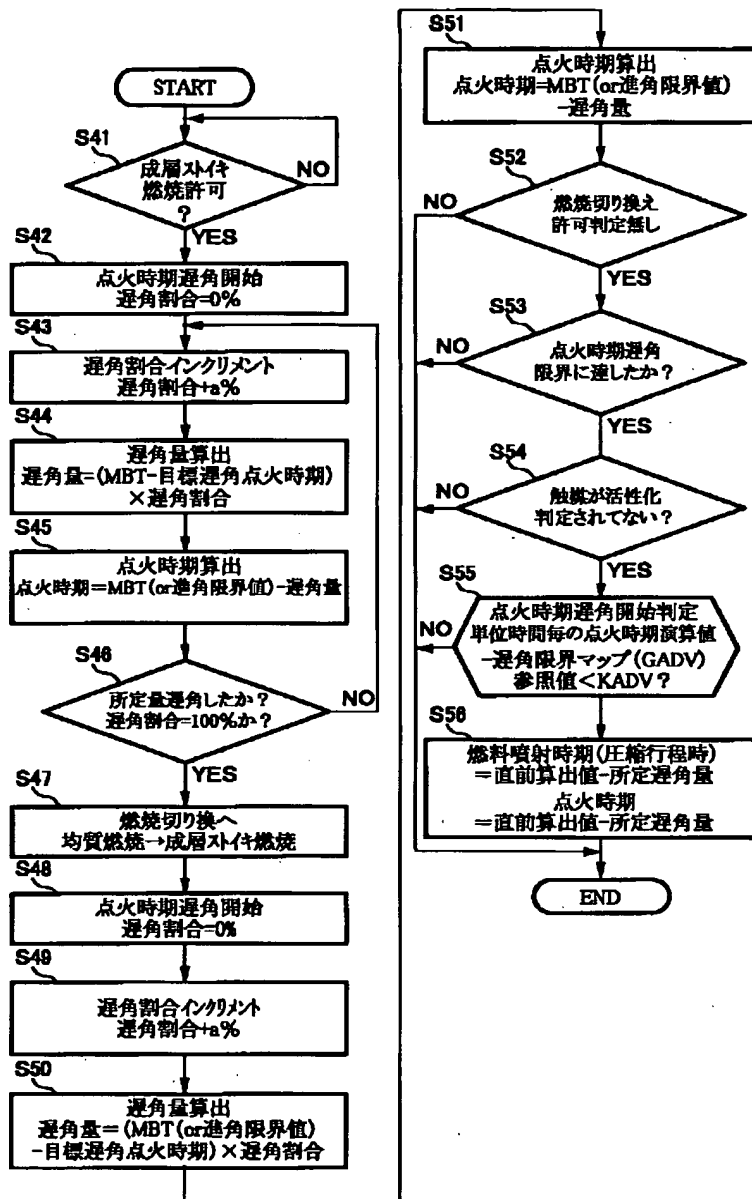 START
S41
成層ストイキ
燃焼許可
?
NO
YES
S42
点火時期遅角開始
遅角割合=0%
S43
遅角割合インクリメント
遅角割合+a%
S44
遅角量算出
遅角量=(MBT-目標遅角点火時期)
×遅角割合
S45
点火時期算出
点火時期=MBT(or進角限界値)-遅角量
S46
所定量遅角したか?
遅角割合=100%か?
NO
YES
S47
燃焼切り換へ
均質燃焼→成層ストイキ燃焼
S48
点火時期遅角開始
遅角割合=0%
S49
遅角割合インクリメント
遅角割合+a%
S50
遅角量算出
遅角量=(MBT(or進角限界値)
-目標遅角点火時期)×遅角割合
S51
点火時期算出
点火時期=MBT(or進角限界値)
-遅角量
S52
燃焼切り換え
許可判定無し
NO
YES
S53
点火時期遅角
限界に達したか?
NO
YES
S54
触媒が活性化
判定されてない?
NO
YES
S55
点火時期遅角開始判定
単位時間毎の点火時期演算値
-遅角限界マップ(GADV)
参照値<KADV?
NO
YES
S56
燃料噴射時期(圧縮行程時)
=直前算出値-所定遅角量
点火時期
=直前算出値-所定遅角量
END